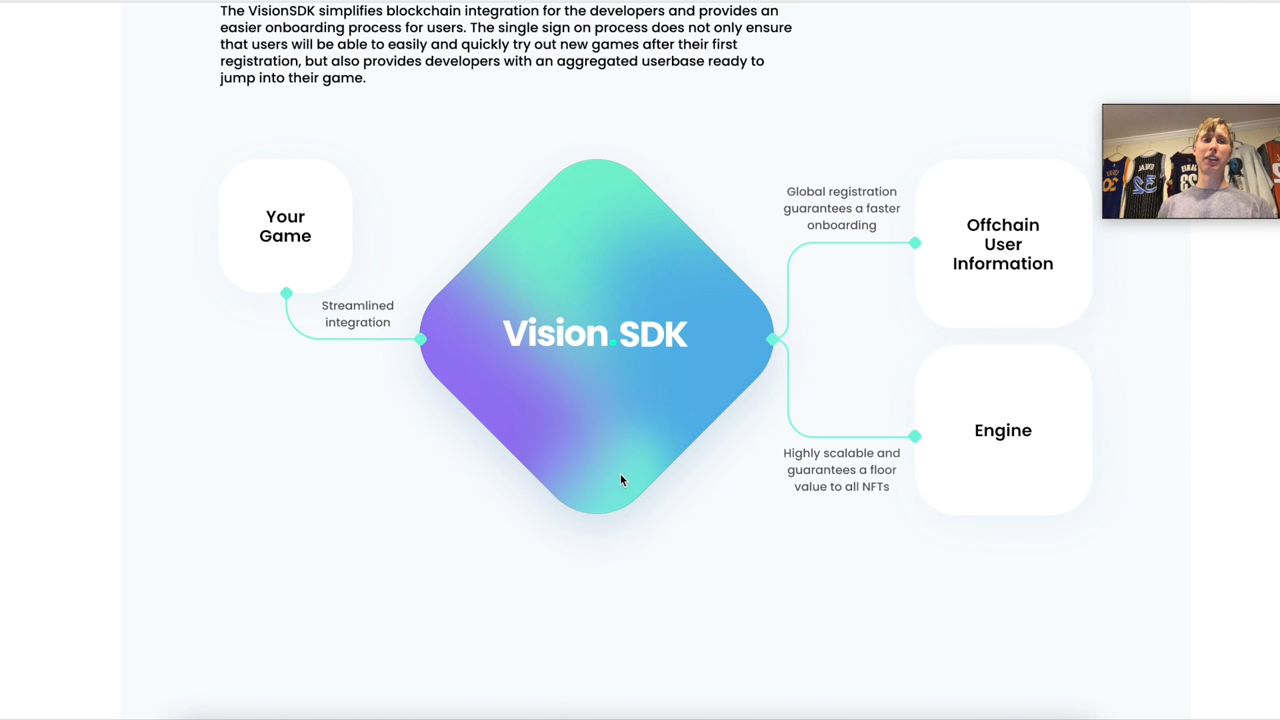 The VisionSDK simplifies blockchain integration for the developers and provides an
easier onboarding process for users. The single sign on process does not only ensure
that users will be able to easily and quickly try out new games after their first
registration, but also provides developers with an aggregated userbase ready to
jump into their game.
Your
Game
Streamlined
integration
Vision.SDK
Global registration
guarantees a faster
onboarding
Offchain
User
Information
Engine
Highly scalable and
guarantees a floor
value to all NFTs